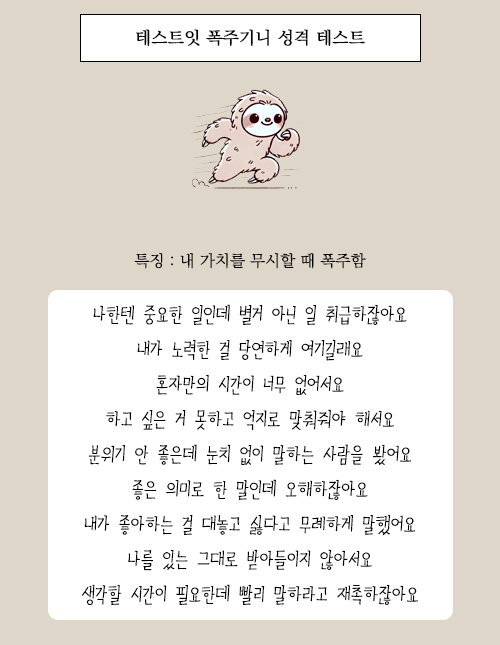 테스트잇 폭주기니 성격 테스트
특징 : 내 가치를 무시할 때 폭주함
나한텐 중요한 일인데 별거 아닌 일 취급하잖아요
내가 노력한 걸 당연하게 여기길래요
혼자만의 시간이 너무 없어서요
하고 싶은 거 못하고 억지로 맞춰줘야 해서요
분위기 안 좋은데 눈치 없이 말하는 사람을 봤어요
좋은 의미로 한 말인데 오해하잖아요
내가 좋아하는 걸 대놓고 싫다고 무례하게 말했어요
나를 있는 그대로 받아들이지 않아서요
생각할 시간이 필요한데 빨리 말하라고 재촉하잖아요